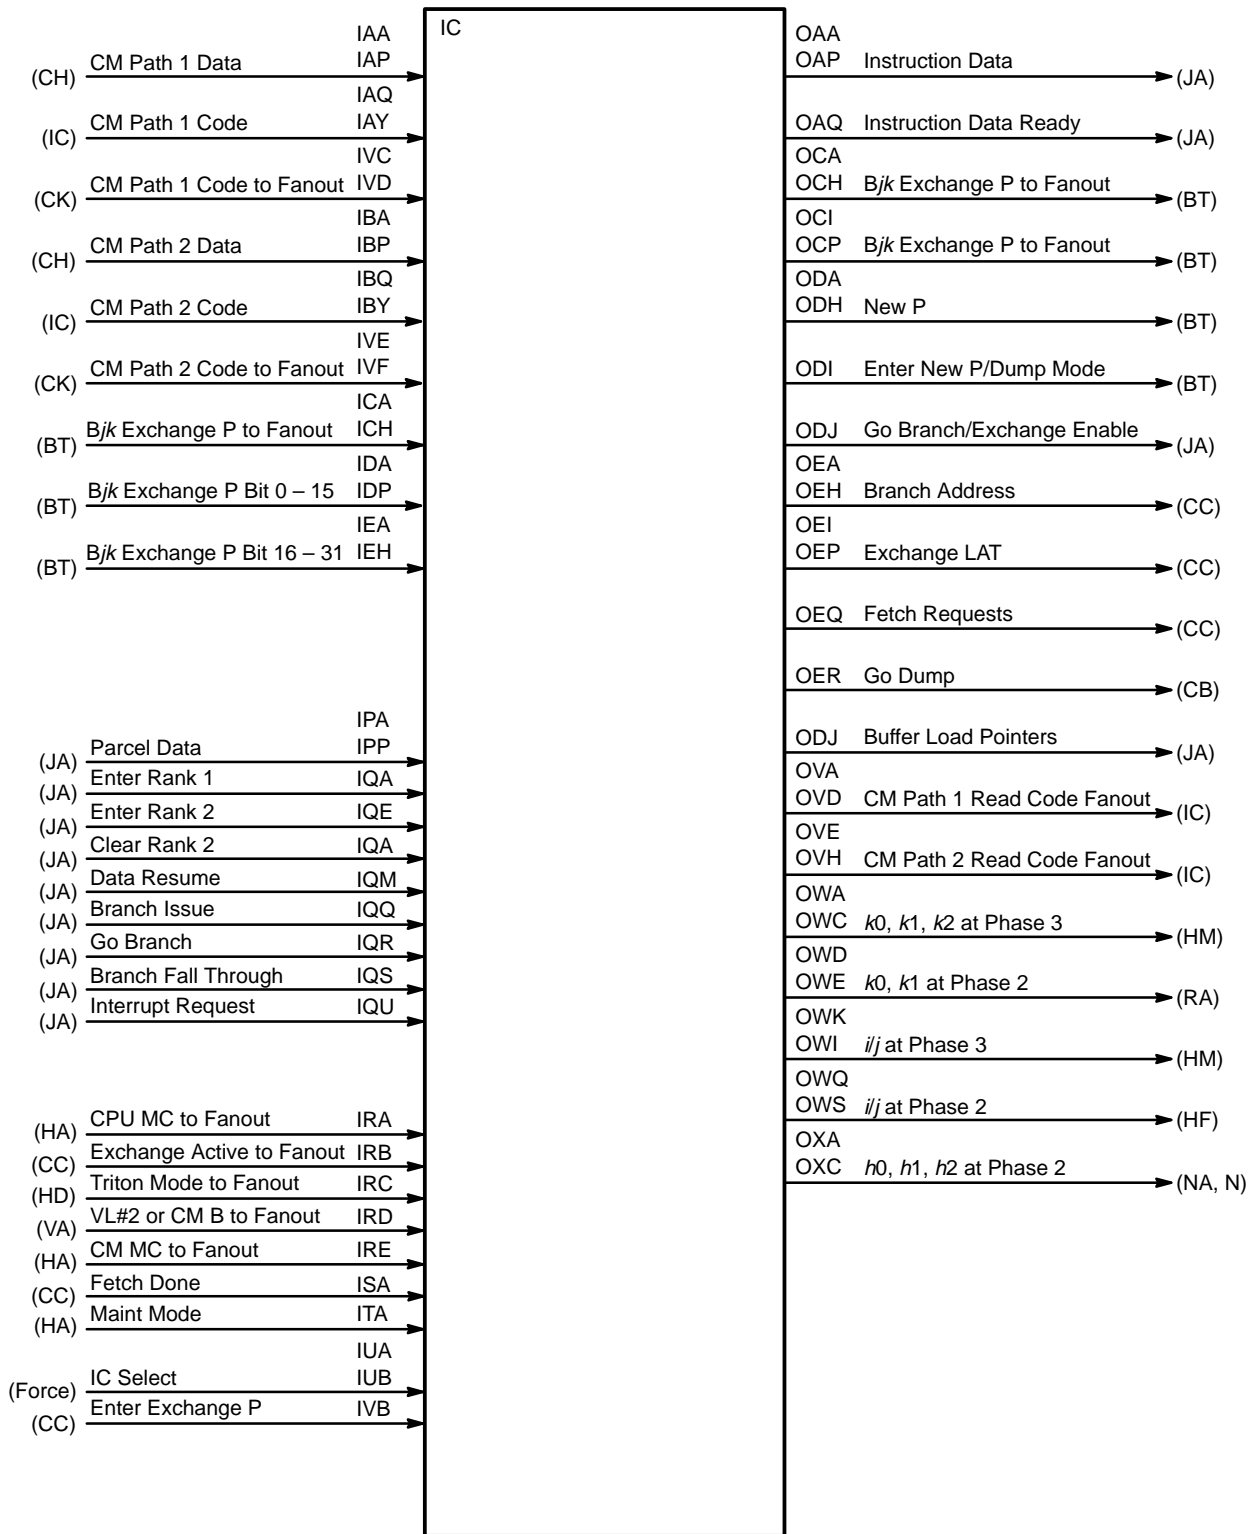 IC
IAA
CM Path 1 Data IAP
(CH)
IAQ
CM Path 1 Code IAY
(IC)
IVC
CM Path 1 Code to Fanout IVD
(CK)
IBA
CM Path 2 Data IBP
(CH)
IBQ
CM Path 2 Code IBY
(IC)
IVE
CM Path 2 Code to Fanout IVF
(CK)
ICA
Bjk Exchange P to Fanout ICH
(BT)
IDA
Bjk Exchange P Bit 0 – 15 IDP
(BT)
IEA
Bjk Exchange P Bit 16 – 31 IEH
(BT)
IPA
Parcel Data IPP
(JA)
Enter Rank 1 IQA
(JA)
Enter Rank 2 IQE
(JA)
Clear Rank 2 IQA
(JA)
Data Resume IQM
(JA)
Branch Issue IQQ
(JA)
Go Branch IQR
(JA)
Branch Fall Through IQS
(JA)
Interrupt Request IQU
(JA)
CPU MC to Fanout IRA
(HA)
Exchange Active to Fanout IRB
(CC)
Triton Mode to Fanout IRC
(HD)
VL#2 or CM B to Fanout IRD
(VA)
CM MC to Fanout IRE
(HA)
Fetch Done ISA
(CC)
Maint Mode ITA
(HA)
IUA
IC Select IUB
(Force)
Enter Exchange P IVB
(CC)
OAA
OAP Instruction Data
(JA)
OAQ Instruction Data Ready
(JA)
OCA
OCH Bjk Exchange P to Fanout
(BT)
OCI
OCP Bjk Exchange P to Fanout
(BT)
ODA
ODH New P
(BT)
ODI Enter New P/Dump Mode
(BT)
ODJ Go Branch/Exchange Enable
(JA)
OEA
OEH Branch Address
(CC)
OEI
OEP Exchange LAT
(CC)
OEQ Fetch Requests
(CC)
OER Go Dump
(CB)
ODJ Buffer Load Pointers
(JA)
OVA
OVD CM Path 1 Read Code Fanout
(IC)
OVE
OVH CM Path 2 Read Code Fanout
(IC)
OWA
OWC k0, k1, k2 at Phase 3
(HM)
OWD
OWE k0, k1 at Phase 2
(RA)
OWK
OWI i/j at Phase 3
(HM)
OWQ
OWS i/j at Phase 2
(HF)
OXA
OXC h0, h1, h2 at Phase 2
(NA, N)